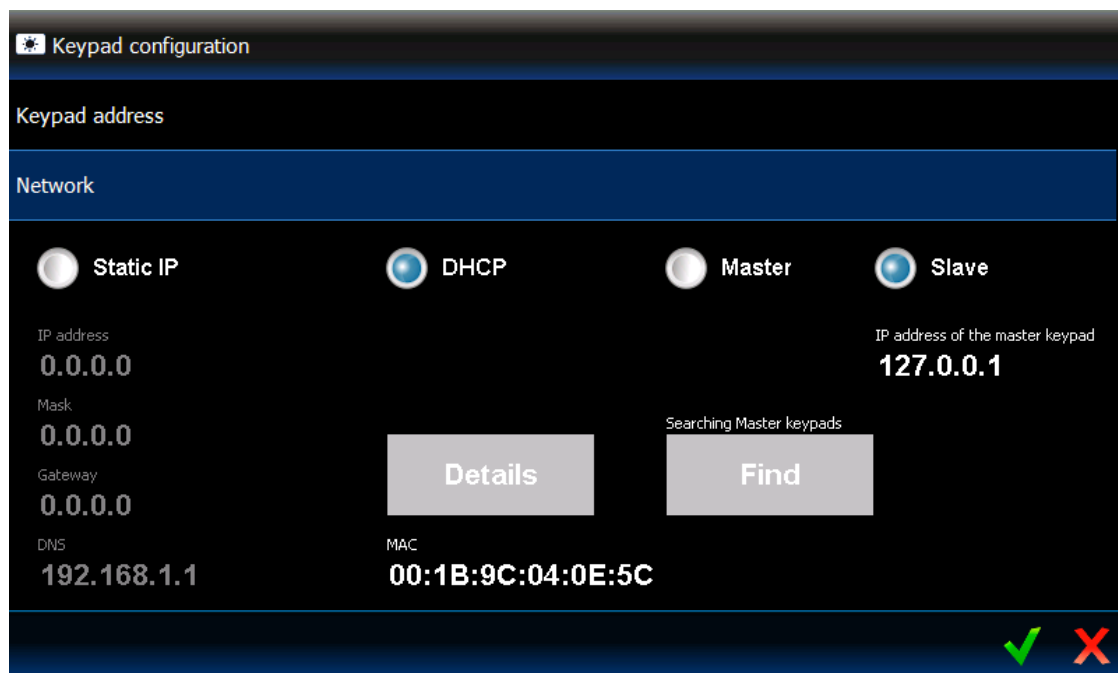 Keypad configuration
Keypad address
Network
Static IP DHCP Master Slave
IP address IP address of the master keypad
0.0.0.0 127.0.0.1
Mask
0.0.0.0 Searching Master keypads
Gateway Details Find
0.0.0.0
DNS MAC
192.168.1.1 00:1B:9C:04:0E:5C